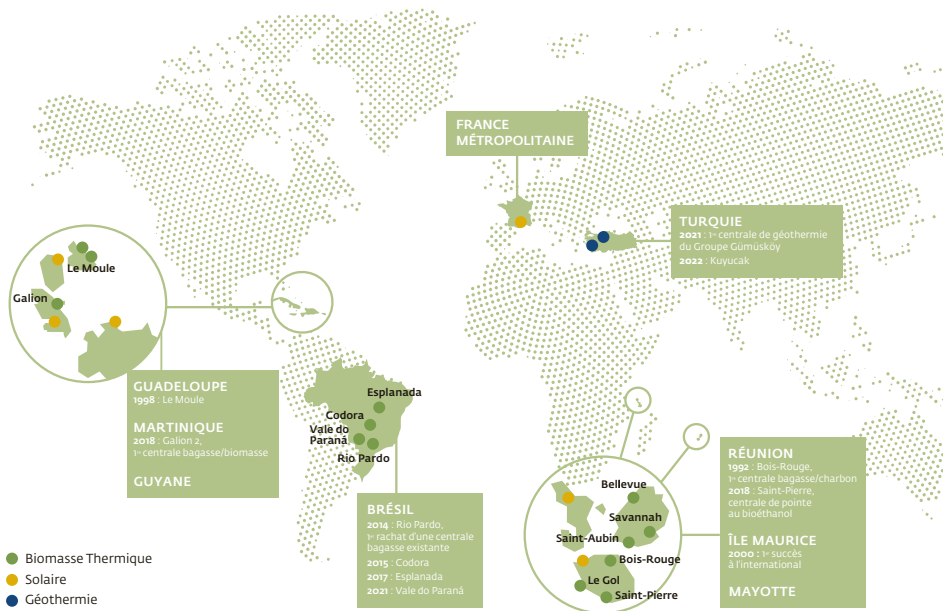 FRANCE
MÉTROPOLITAINE
TURQUIE
2021 : 1re centrale de géothermie
du Groupe Gümüsköy
2022 : Kuyucak
Le Moule
Galion
GUADELOUPE
1998 : Le Moule
MARTINIQUE
2018 : Galion 2,
1re centrale bagasse/biomasse
GUYANE
Esplanada
Codora
Vale do
Paraná
Rio Pardo
BRÉSIL
2014 : Rio Pardo,
1er rachat d'une centrale
bagasse existante
2015 : Codora
2017 : Esplanada
2021 : Vale do Paraná
Bellevue
Savannah
Saint-Aubin
Bois-Rouge
Le Gol
Saint-Pierre
RÉUNION
1992 : Bois-Rouge,
1re centrale bagasse/charbon
2018 : Saint-Pierre,
centrale de pointe
au bioéthanol
ÎLE MAURICE
2000 : 1er succès
à l'international
MAYOTTE
Biomasse Thermique
Solaire
Géothermie